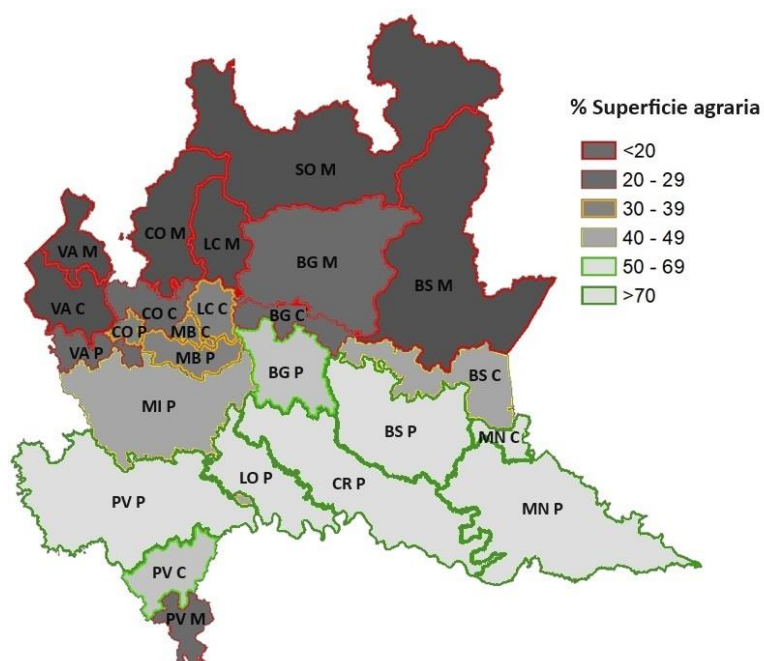 % Superficie agraria
<20
20 - 29
30 - 39
40 - 49
50 - 69
>70
SO M
CO M
LC M
VA M
BG M
BS M
VA C
CO C
LC C
BG C
CO P
MB C
VA P
MB P
BG P
BS C
MI P
BS P
MN C
LO P
CR P
PV P
MN P
PV C
PV M